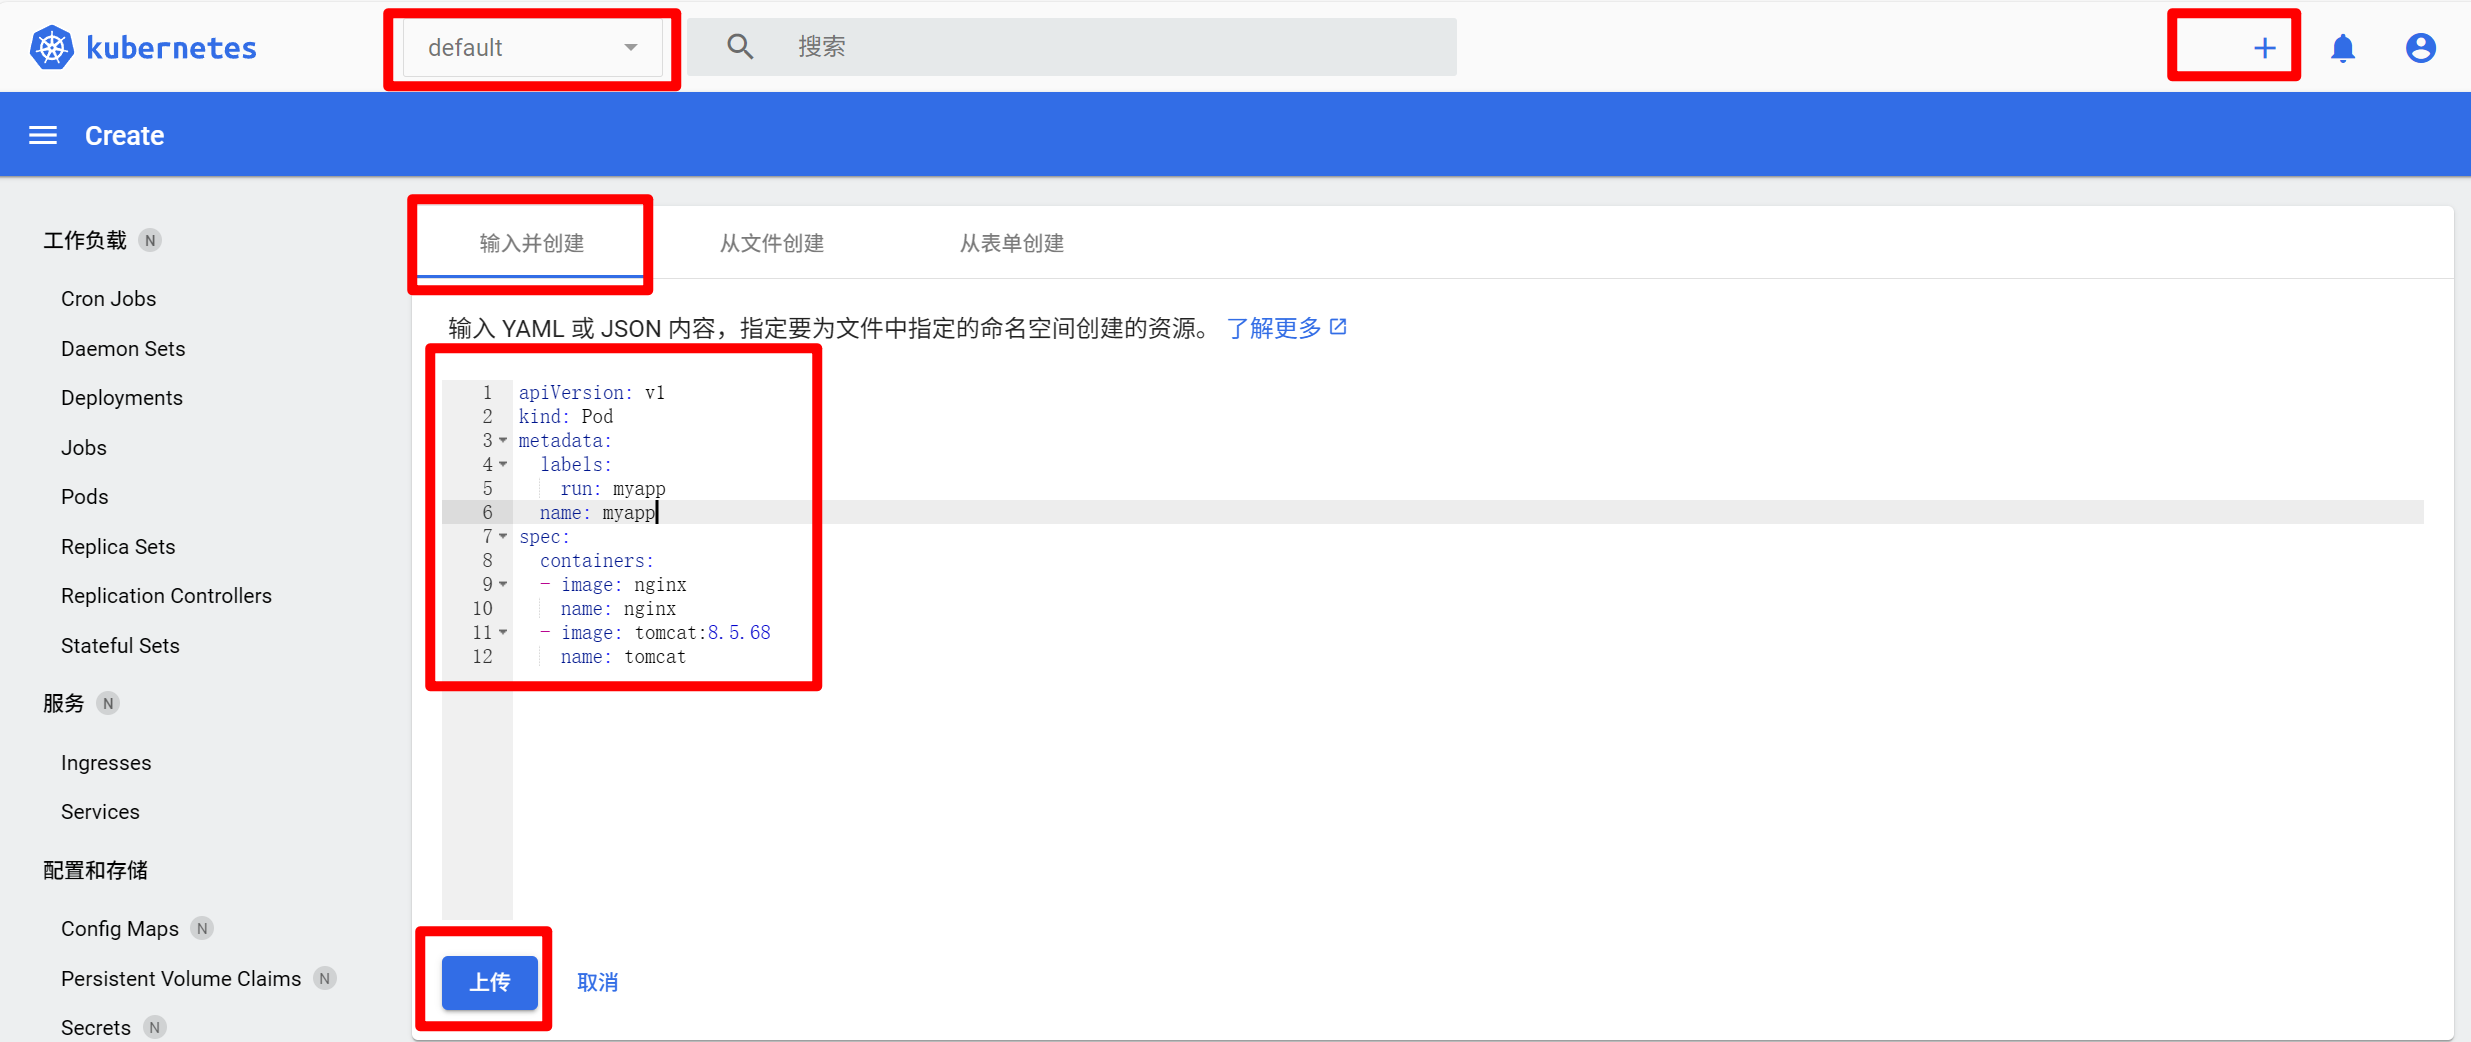 kubernetes
default
搜索
Create
工作负载 N
Cron Jobs
Daemon Sets
Deployments
Jobs
Pods
Replica Sets
Replication Controllers
Stateful Sets
服务 N
Ingresses
Services
配置和存储
Config Maps N
Persistent Volume Claims N
Secrets N
输入并创建 从文件创建 从表单创建
输入 YAML 或 JSON 内容，指定要为文件中指定的命名空间创建的资源。 了解更多
1 apiVersion: v1
2 kind: Pod
3 metadata:
4 labels:
5 run: myapp
6 name: myapp
7 spec:
8 containers:
9 - image: nginx
10 name: nginx
11 - image: tomcat:8.5.68
12 name: tomcat
上传 取消